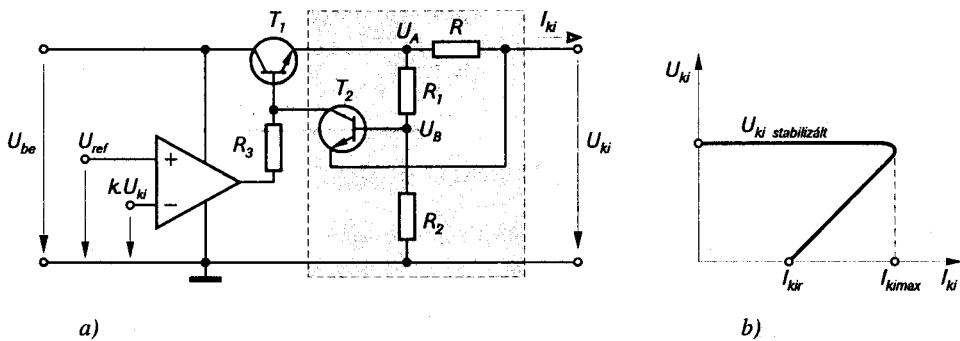 T1
UA
R
Iki
T2
R1
Ube
Uref
+
R3
UB
Uki
k.Uki
−
R2
a)
Uki
Uki stabilizált
Ikir
Ikimax
Iki
b)